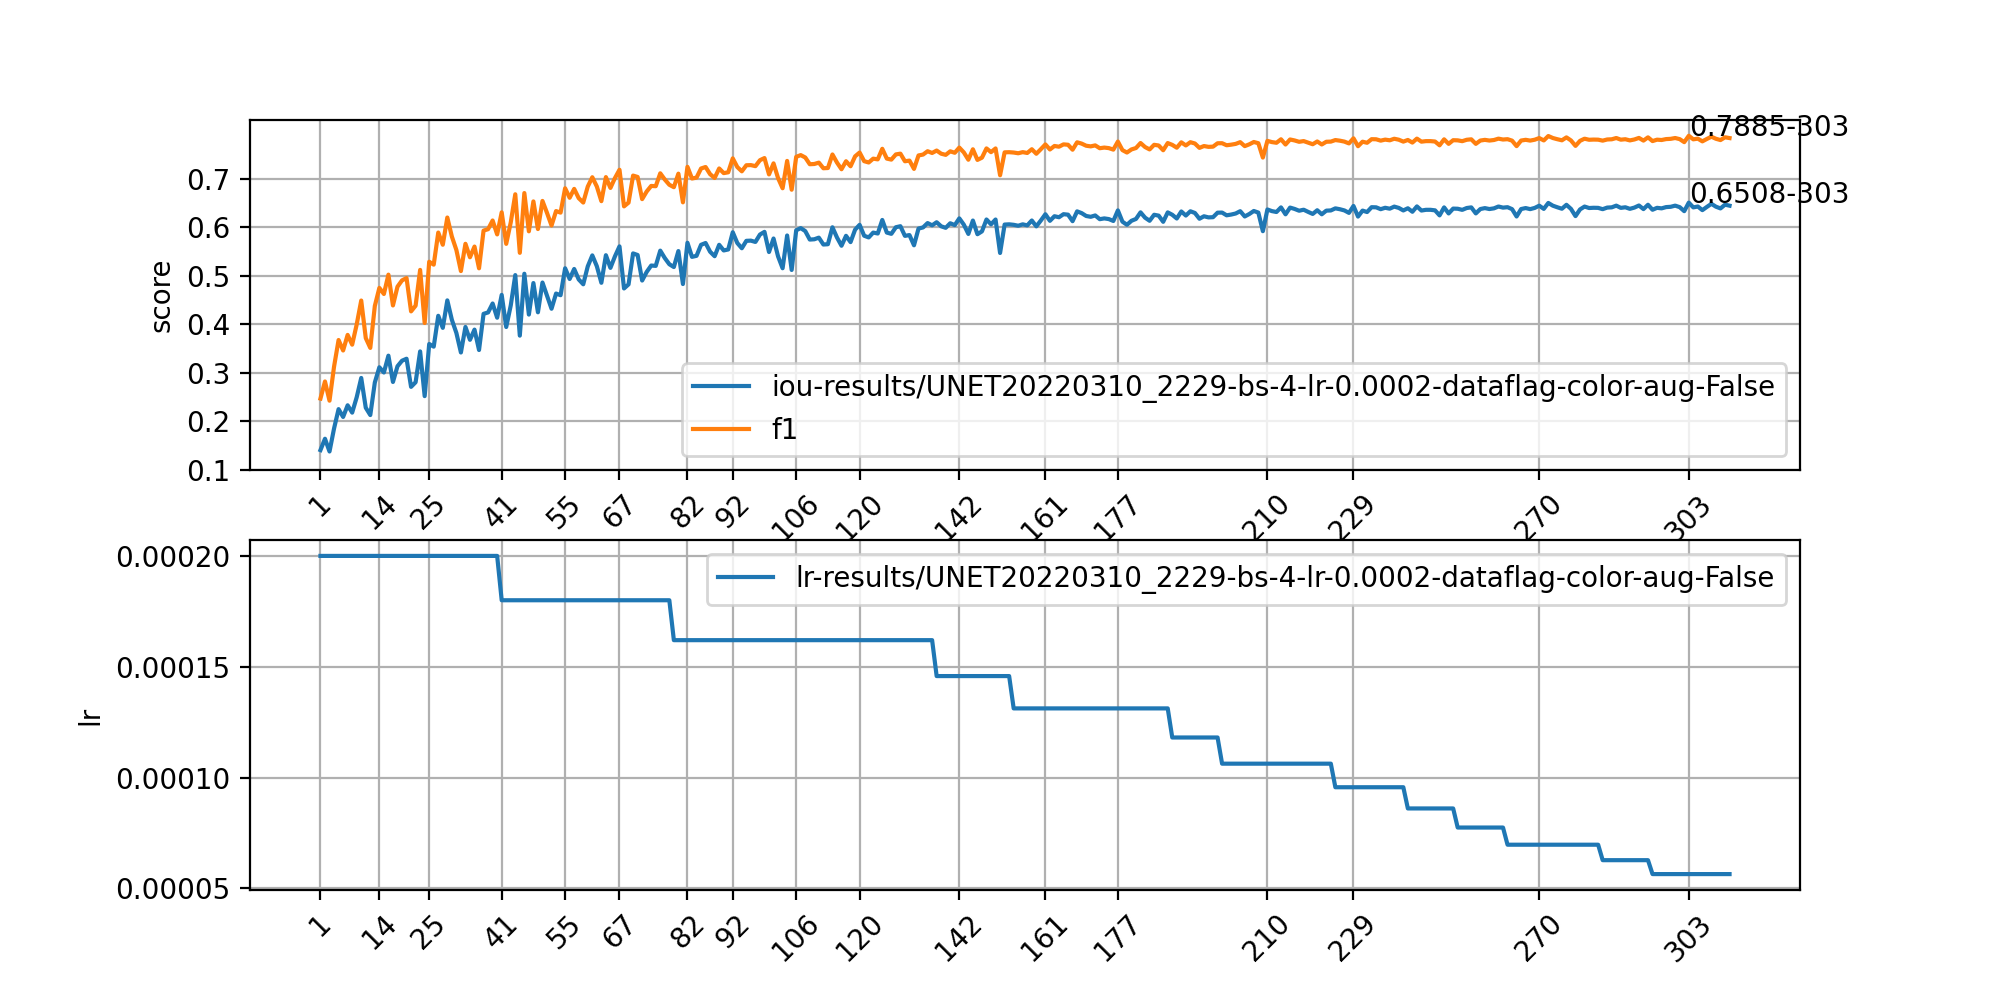 0.7885-303
0.6508-303
score
0.7
0.6
0.5
0.4
0.3
0.2
0.1
iou-results/UNET20220310_2229-bs-4-lr-0.0002-dataflag-color-aug-False
f1
1 14 25 41 55 67 82 92 106 120 142 161 177 210 229 270 303
lr
0.00020
0.00015
0.00010
0.00005
lr-results/UNET20220310_2229-bs-4-lr-0.0002-dataflag-color-aug-False
1 14 25 41 55 67 82 92 106 120 142 161 177 210 229 270 303